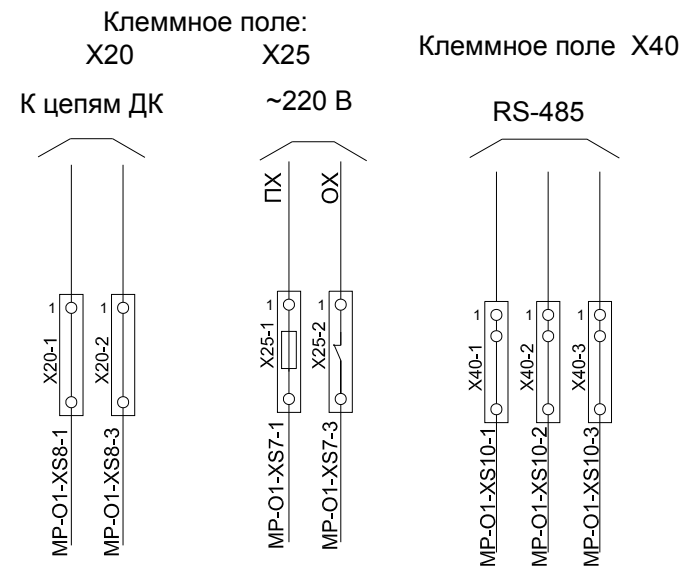 Клеммное поле:
X20 X25
Клеммное поле X40
К цепям ДК
~220 В
RS-485
ПХ
ОХ
1
X20-1
MP-O1-XS8-1
1
X20-2
MP-O1-XS8-3
1
X25-1
MP-O1-XS7-1
1
X25-2
MP-O1-XS7-3
1
X40-1
MP-O1-XS10-1
1
X40-2
MP-O1-XS10-2
1
X40-3
MP-O1-XS10-3